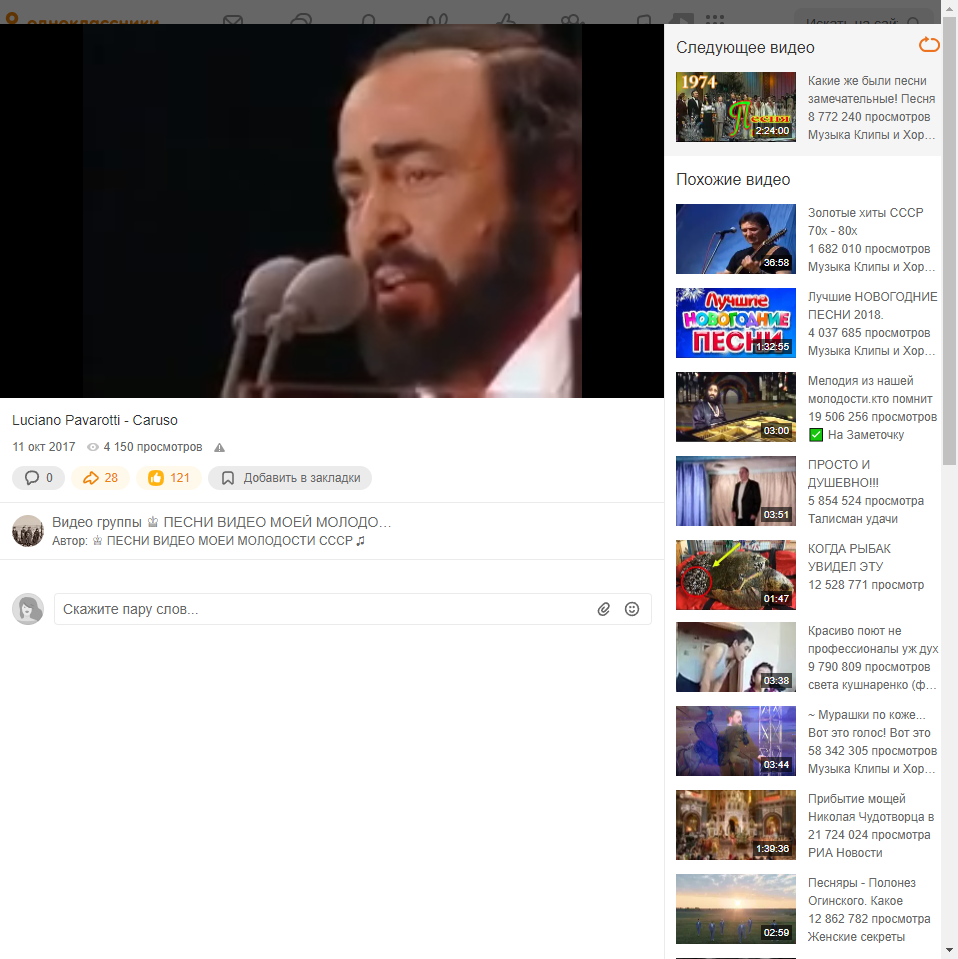 одноклассники
Искать на сай
Luciano Pavarotti - Caruso
11 окт 2017 4 150 просмотров
0 28 121 Добавить в закладки
Видео группы ♔ ПЕСНИ ВИДЕО МОЕЙ МОЛОДО...
Автор: ♔ ПЕСНИ ВИДЕО МОЕЙ МОЛОДОСТИ СССР ♫
Скажите пару слов...
Следующее видео
1974
Песня
2:24:00
Какие же были песни
замечательные! Песня
8 772 240 просмотров
Музыка Клипы и Хор...
Похожие видео
36:58
Золотые хиты СССР
70х - 80х
1 682 010 просмотров
Музыка Клипы и Хор...
Лучшие
НОВОГОДНИЕ
ПЕСНИ
1:32:55
Лучшие НОВОГОДНИЕ
ПЕСНИ 2018.
4 037 685 просмотров
Музыка Клипы и Хор...
03:00
Мелодия из нашей
молодости.кто помнит
19 506 256 просмотров
✅ На Заметочку
03:51
ПРОСТО И
ДУШЕВНО!!!
5 854 524 просмотра
Талисман удачи
01:47
КОГДА РЫБАК
УВИДЕЛ ЭТУ
12 528 771 просмотр
03:38
Красиво поют не
профессионалы уж дух
9 790 809 просмотров
света кушнаренко (ф...
03:44
~ Мурашки по коже...
Вот это голос! Вот это
58 342 305 просмотров
Музыка Клипы и Хор...
1:39:36
Прибытие мощей
Николая Чудотворца в
21 724 024 просмотра
РИА Новости
02:59
Песняры - Полонез
Огинского. Какое
12 862 782 просмотра
Женские секреты